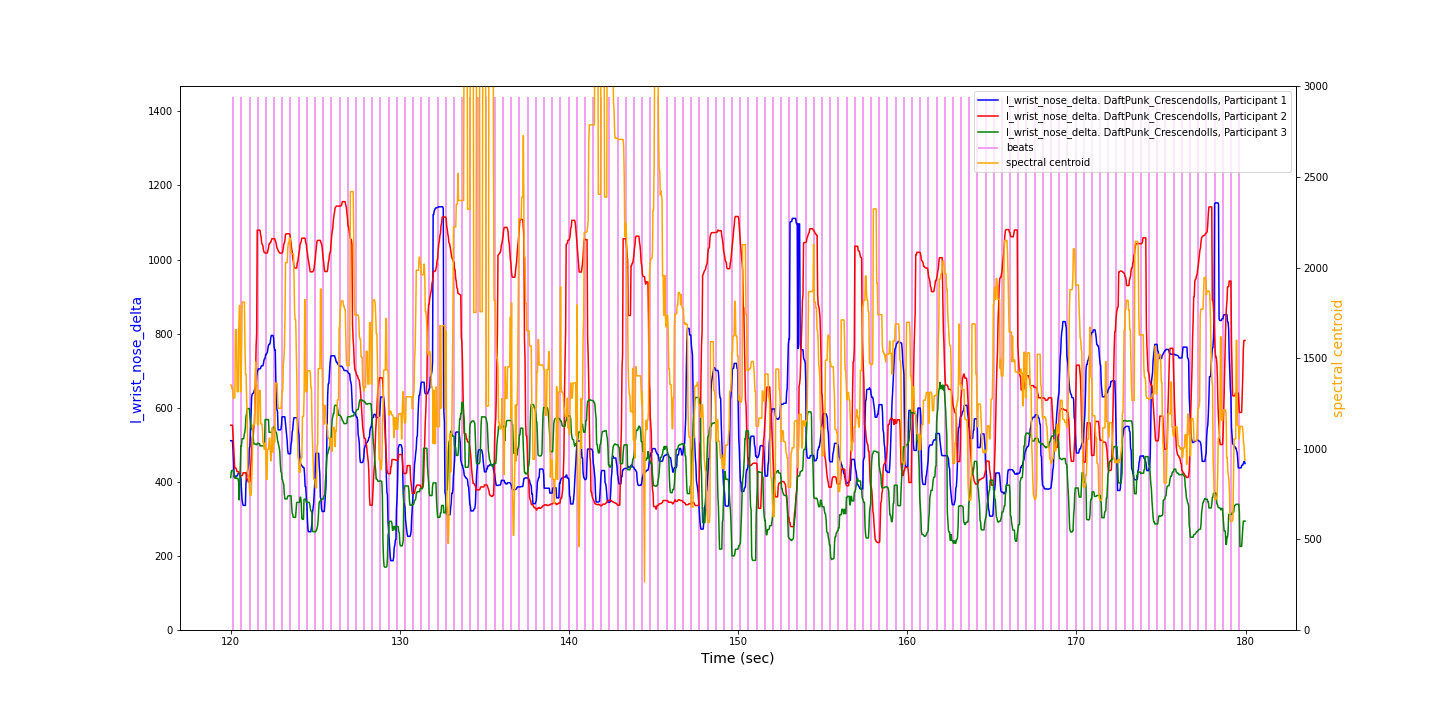 l_wrist_nose_delta. DaftPunk_Crescendolls, Participant 1
l_wrist_nose_delta. DaftPunk_Crescendolls, Participant 2
l_wrist_nose_delta. DaftPunk_Crescendolls, Participant 3
beats
spectral centroid
l_wrist_nose_delta
1400
1200
1000
800
600
400
200
0
3000
2500
2000
1500
1000
500
0
spectral centroid
120 130 140 150 160 170 180
Time (sec)